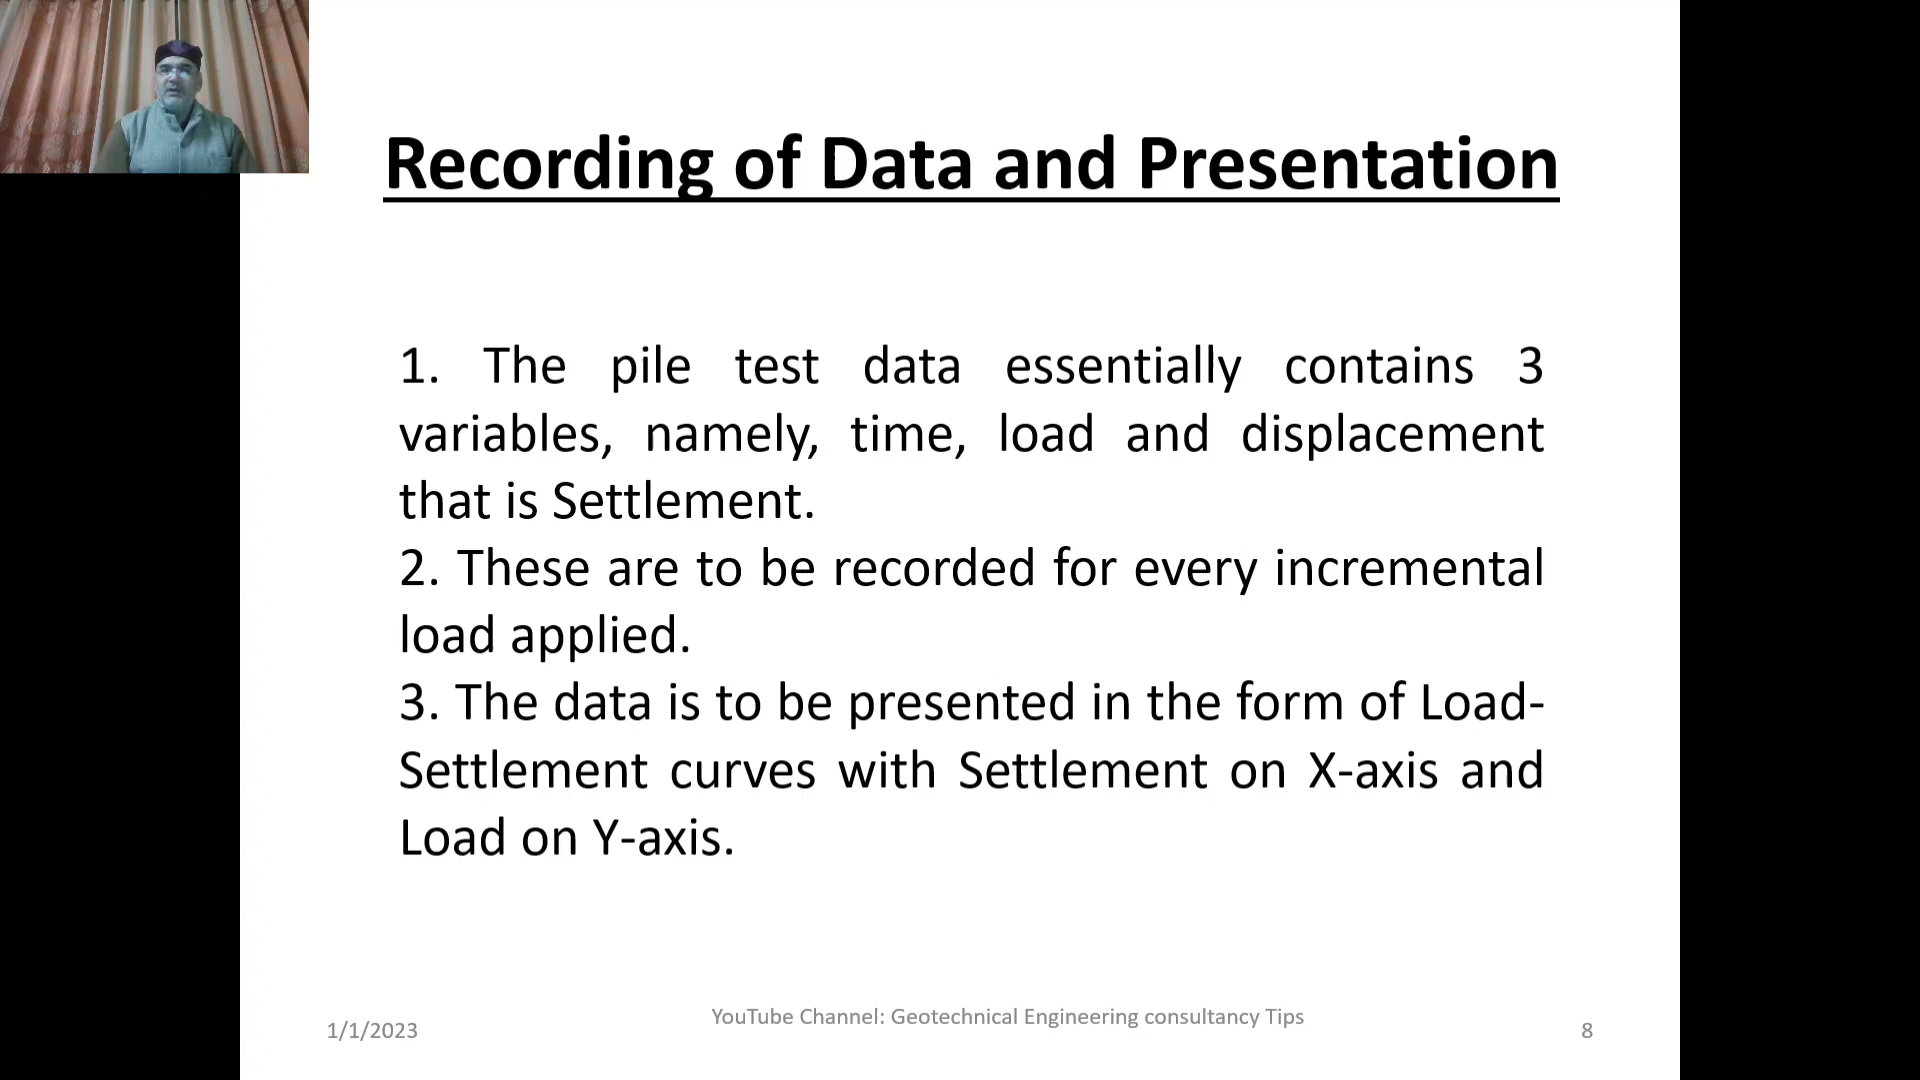 Recording of Data and Presentation
1. The pile test data essentially contains 3
variables, namely, time, load and displacement
that is Settlement.
2. These are to be recorded for every incremental
load applied.
3. The data is to be presented in the form of Load-
Settlement curves with Settlement on X-axis and
Load on Y-axis.
1/1/2023
YouTube Channel: Geotechnical Engineering consultancy Tips
8